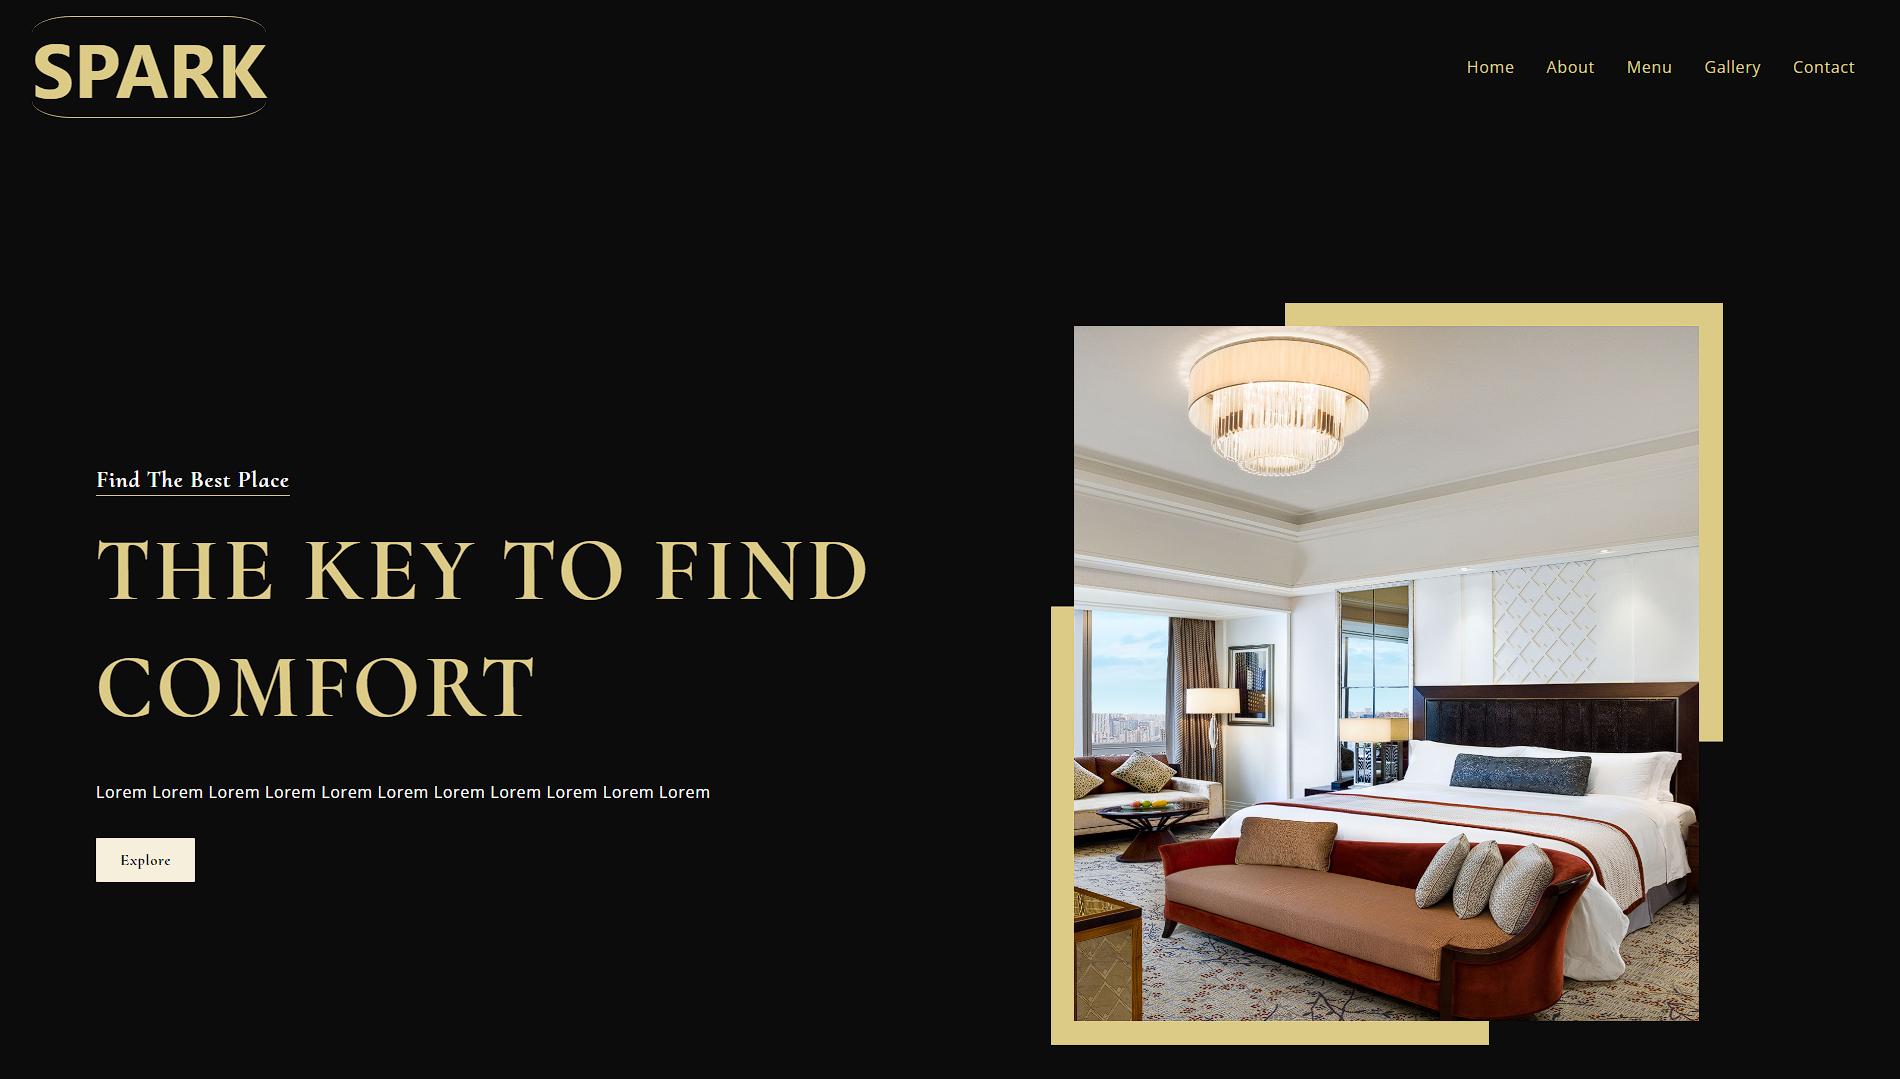 SPARK
Home About Menu Gallery Contact
Find The Best Place
THE KEY TO FIND
COMFORT
Lorem Lorem Lorem Lorem Lorem Lorem Lorem Lorem Lorem Lorem Lorem
Explore